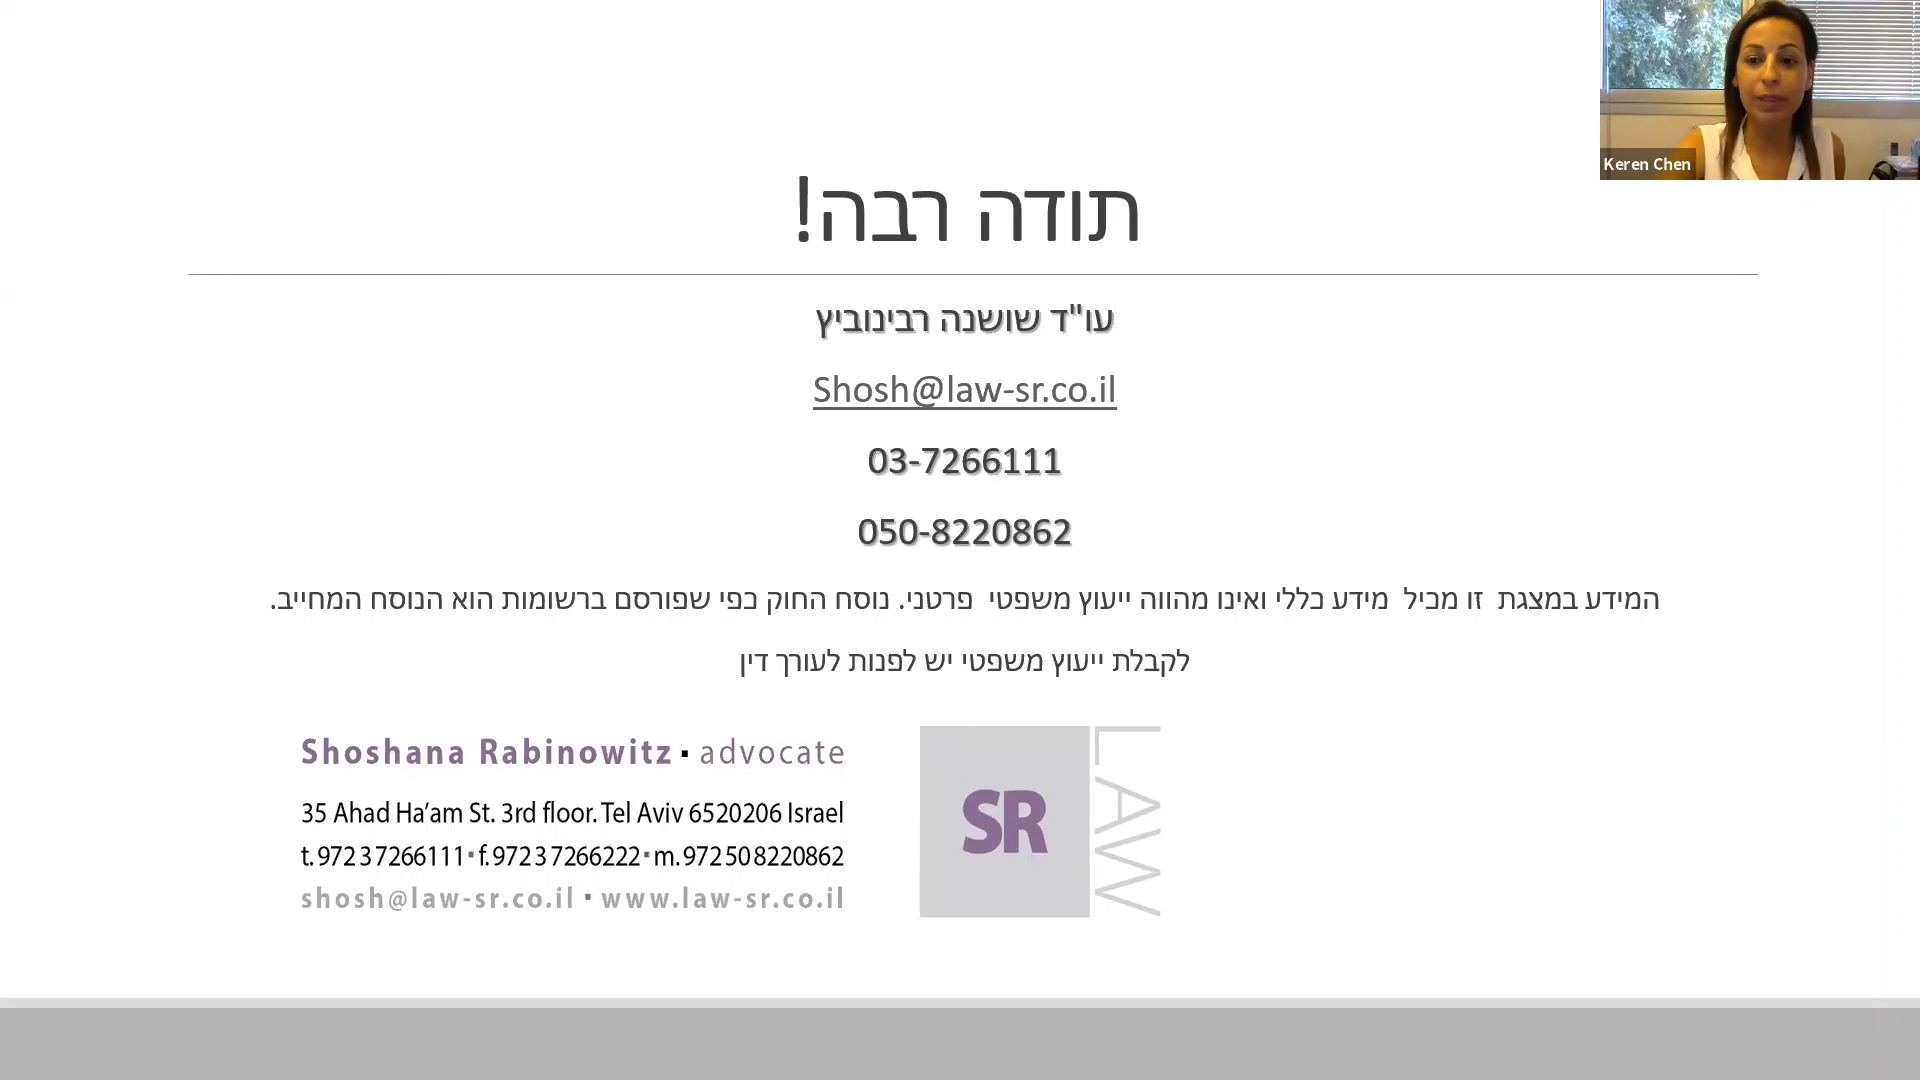 Keren Chen
תודה רבה!
עו"ד שושנה רבינוביץ
Shosh@law-sr.co.il
03-7266111
050-8220862
המידע במצגת זו מכיל מידע כללי ואינו מהווה ייעוץ משפטי פרטני. נוסח החוק כפי שפורסם ברשומות הוא הנוסח המחייב.
לקבלת ייעוץ משפטי יש לפנות לעורך דין
Shoshana Rabinowitz ▪ advocate
35 Ahad Ha’am St. 3rd floor. Tel Aviv 6520206 Israel
t. 972 3 7266111 ▪ f. 972 3 7266222 ▪ m. 972 50 8220862
shosh@law-sr.co.il ▪ www.law-sr.co.il
SR
LAW